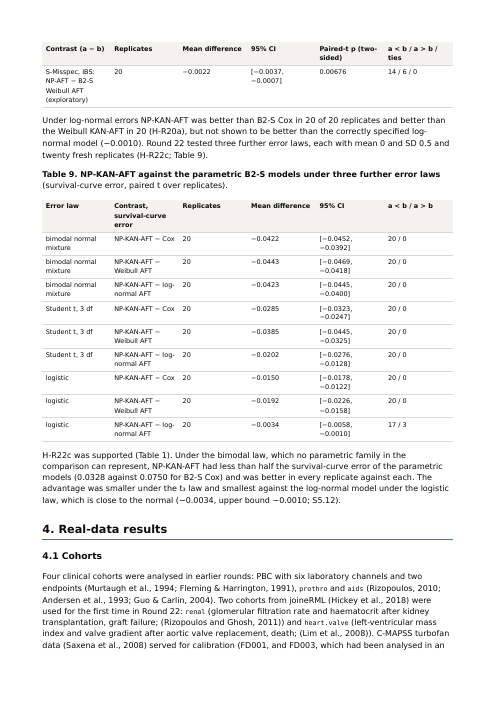 Contrast (a − b) Replicates Mean difference 95% CI Paired-t p (two- a < b / a > b /
sided) ties
S-Misspec, IBS: 20 −0.0022 [−0.0037, 0.00676 14 / 6 / 0
NP-KAN-AFT − B2-S −0.0007]
Weibull AFT
(exploratory)
Under log-normal errors NP-KAN-AFT was better than B2-S Cox in 20 of 20 replicates and better than
the Weibull KAN-AFT in 20 (H-R20a), but not shown to be better than the correctly specified log-
normal model (−0.0010). Round 22 tested three further error laws, each with mean 0 and SD 0.5 and
twenty fresh replicates (H-R22c; Table 9).
Table 9. NP-KAN-AFT against the parametric B2-S models under three further error laws
(survival-curve error, paired t over replicates).
Error law Contrast, Replicates Mean difference 95% CI a < b / a > b
survival-curve
error
bimodal normal NP-KAN-AFT − Cox 20 −0.0422 [−0.0452, 20 / 0
mixture −0.0392]
bimodal normal NP-KAN-AFT − 20 −0.0443 [−0.0469, 20 / 0
mixture Weibull AFT −0.0418]
bimodal normal NP-KAN-AFT − log- 20 −0.0423 [−0.0445, 20 / 0
mixture normal AFT −0.0400]
Student t, 3 df NP-KAN-AFT − Cox 20 −0.0285 [−0.0323, 20 / 0
−0.0247]
Student t, 3 df NP-KAN-AFT − 20 −0.0385 [−0.0445, 20 / 0
Weibull AFT −0.0325]
Student t, 3 df NP-KAN-AFT − log- 20 −0.0202 [−0.0276, 20 / 0
normal AFT −0.0128]
logistic NP-KAN-AFT − Cox 20 −0.0150 [−0.0178, 20 / 0
−0.0122]
logistic NP-KAN-AFT − 20 −0.0192 [−0.0226, 20 / 0
Weibull AFT −0.0158]
logistic NP-KAN-AFT − log- 20 −0.0034 [−0.0058, 17 / 3
normal AFT −0.0010]
H-R22c was supported (Table 1). Under the bimodal law, which no parametric family in the
comparison can represent, NP-KAN-AFT had less than half the survival-curve error of the parametric
models (0.0328 against 0.0750 for B2-S Cox) and was better in every replicate against each. The
advantage was smaller under the t₃ law and smallest against the log-normal model under the logistic
law, which is close to the normal (−0.0034, upper bound −0.0010; S5.12).
4. Real-data results
4.1 Cohorts
Four clinical cohorts were analysed in earlier rounds: PBC with six laboratory channels and two
endpoints (Murtaugh et al., 1994; Fleming & Harrington, 1991), prothro and aids (Rizopoulos, 2010;
Andersen et al., 1993; Guo & Carlin, 2004). Two cohorts from joineRML (Hickey et al., 2018) were
used for the first time in Round 22: renal (glomerular filtration rate and haematocrit after kidney
transplantation, graft failure; (Rizopoulos and Ghosh, 2011)) and heart.valve (left-ventricular mass
index and valve gradient after aortic valve replacement, death; (Lim et al., 2008)). C-MAPSS turbofan
data (Saxena et al., 2008) served for calibration (FD001, and FD003, which had been analysed in an